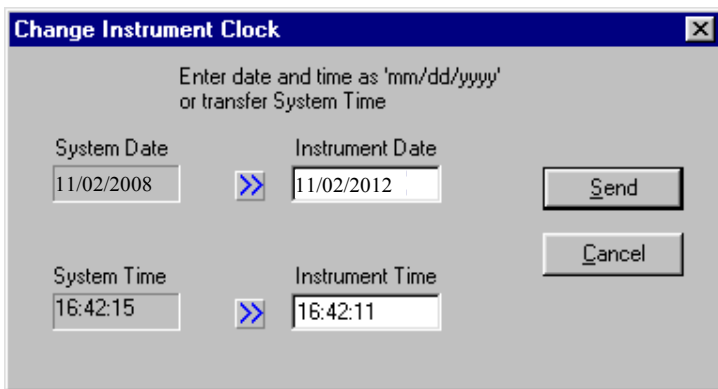 Change Instrument Clock
Enter date and time as 'mm/dd/yyyy'
or transfer System Time
System Date
Instrument Date
11/02/2008
>>
11/02/2012
Send
Cancel
System Time
Instrument Time
16:42:15
>>
16:42:11